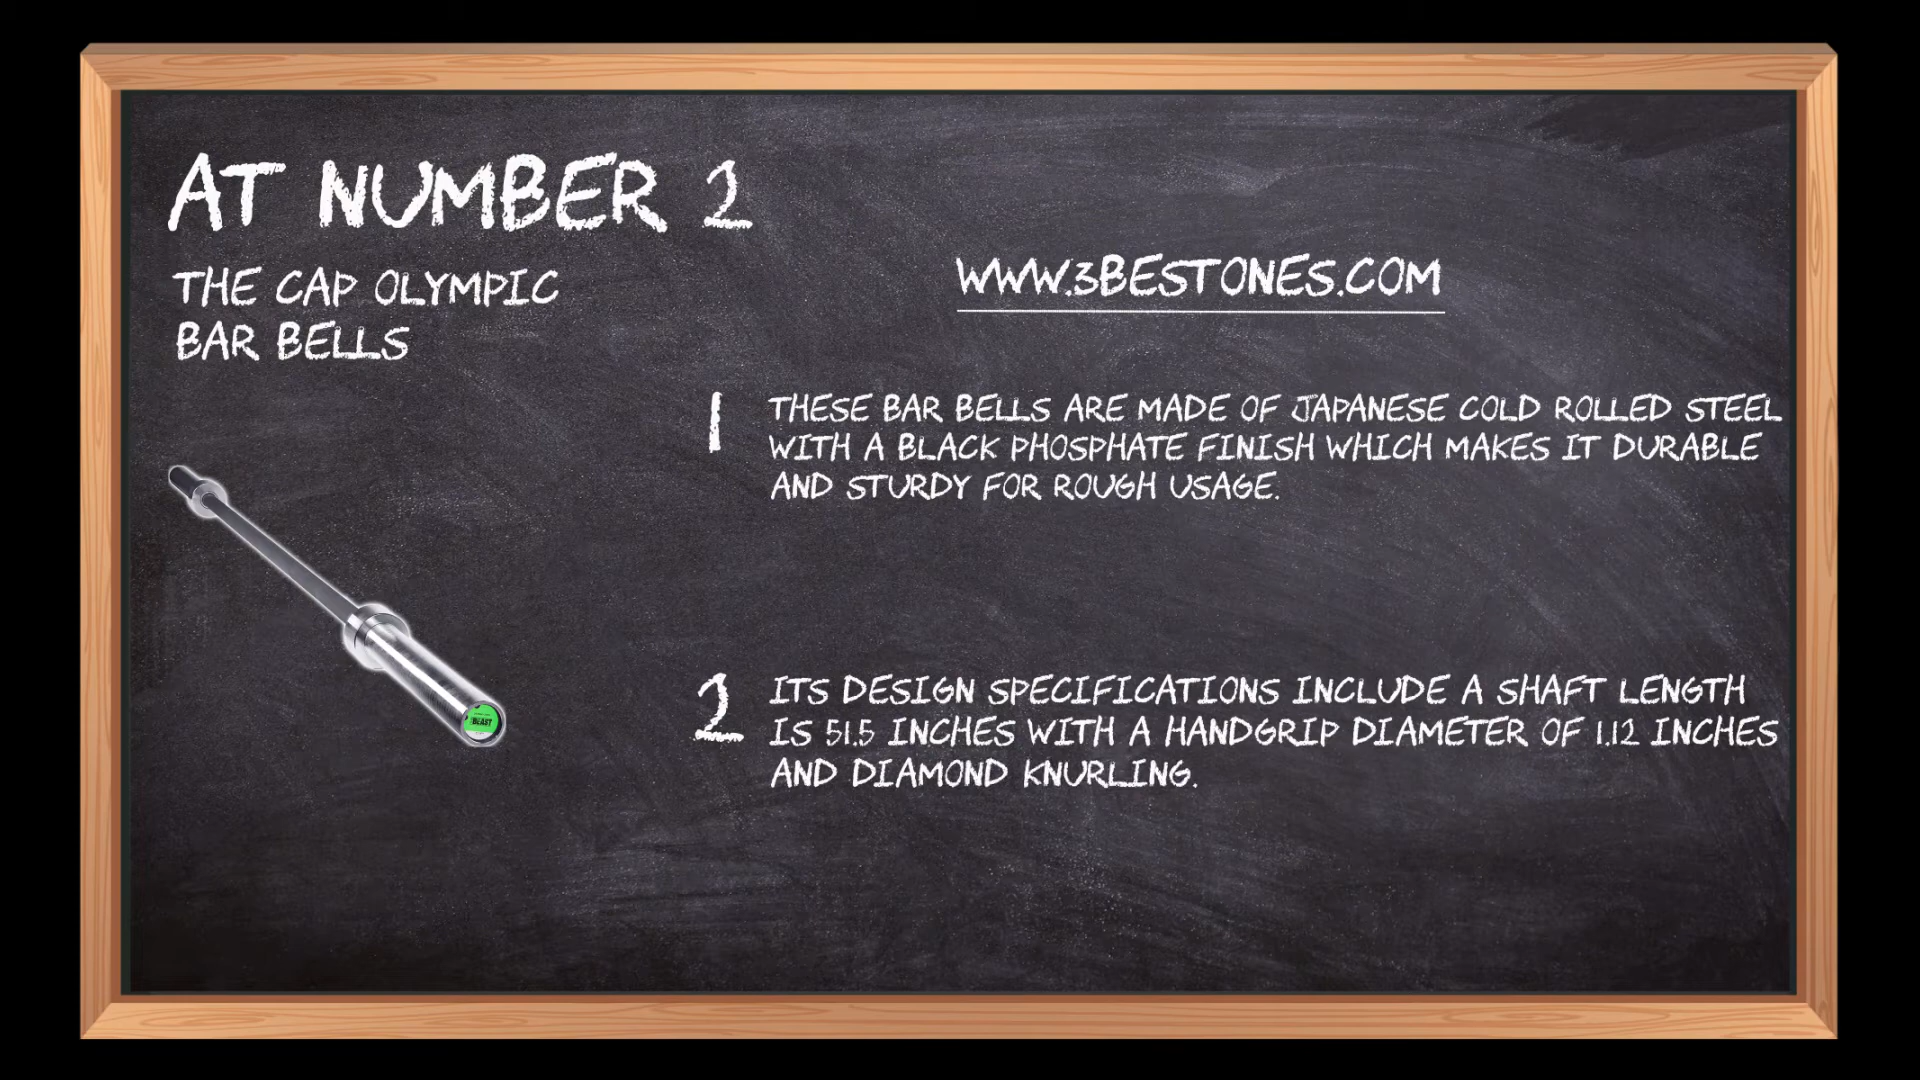 AT NUMBER 2
THE CAP OLYMPIC
BAR BELLS
WWW.3BESTONES.COM
1
THESE BAR BELLS ARE MADE OF JAPANESE COLD ROLLED STEEL
WITH A BLACK PHOSPHATE FINISH WHICH MAKES IT DURABLE
AND STURDY FOR ROUGH USAGE.
2
ITS DESIGN SPECIFICATIONS INCLUDE A SHAFT LENGTH
IS 51.5 INCHES WITH A HANDGRIP DIAMETER OF 1.12 INCHES
AND DIAMOND KNURLING.
BEAST